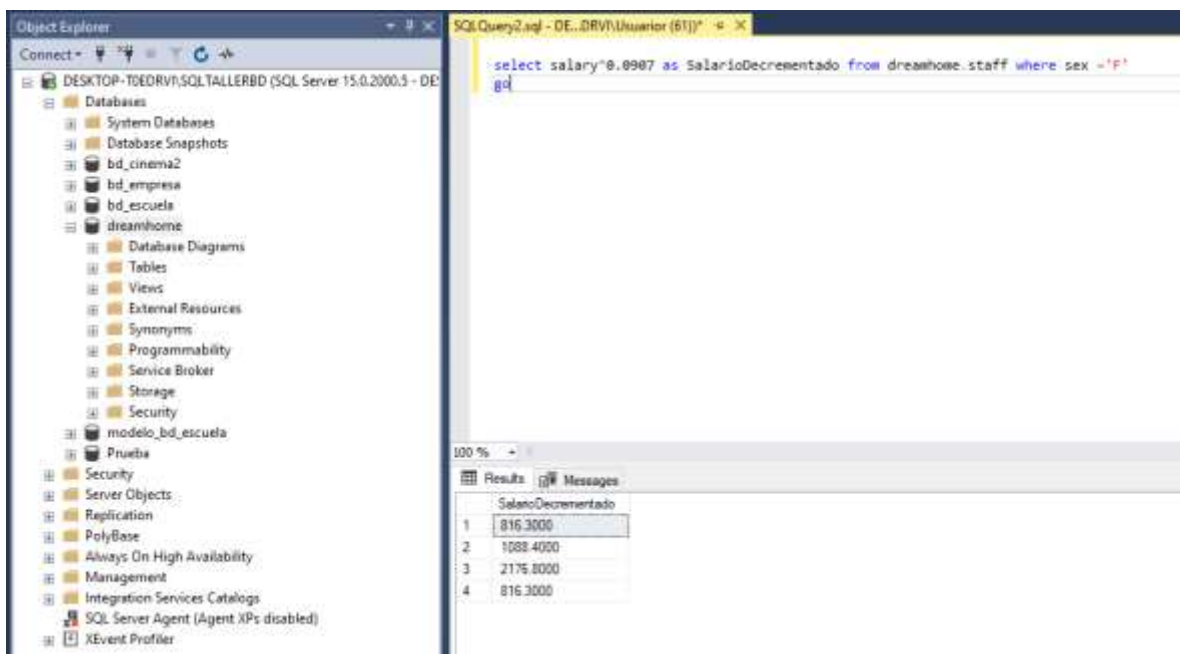 Object Explorer
SQLQuery2.sql - DE...DRVI\Usuarior (61))*
Connect
select salary*0.0907 as SalarioDecrementado from dreamhome.staff where sex ='F'
go
DESKTOP-T0EDRVI\SQLTALLERBD (SQL Server 15.0.2000.5 - DE
Databases
System Databases
Database Snapshots
bd_cinema2
bd_empresa
bd_escuela
dreamhome
Database Diagrams
Tables
Views
External Resources
Synonyms
Programmability
Service Broker
Storage
Security
modelo_bd_escuela
Prueba
Security
Server Objects
Replication
PolyBase
Always On High Availability
Management
Integration Services Catalogs
SQL Server Agent (Agent XPs disabled)
XEvent Profiler
100 %
Results Messages
SalarioDecrementado
1 816.3000
2 1088.4000
3 2176.8000
4 816.3000